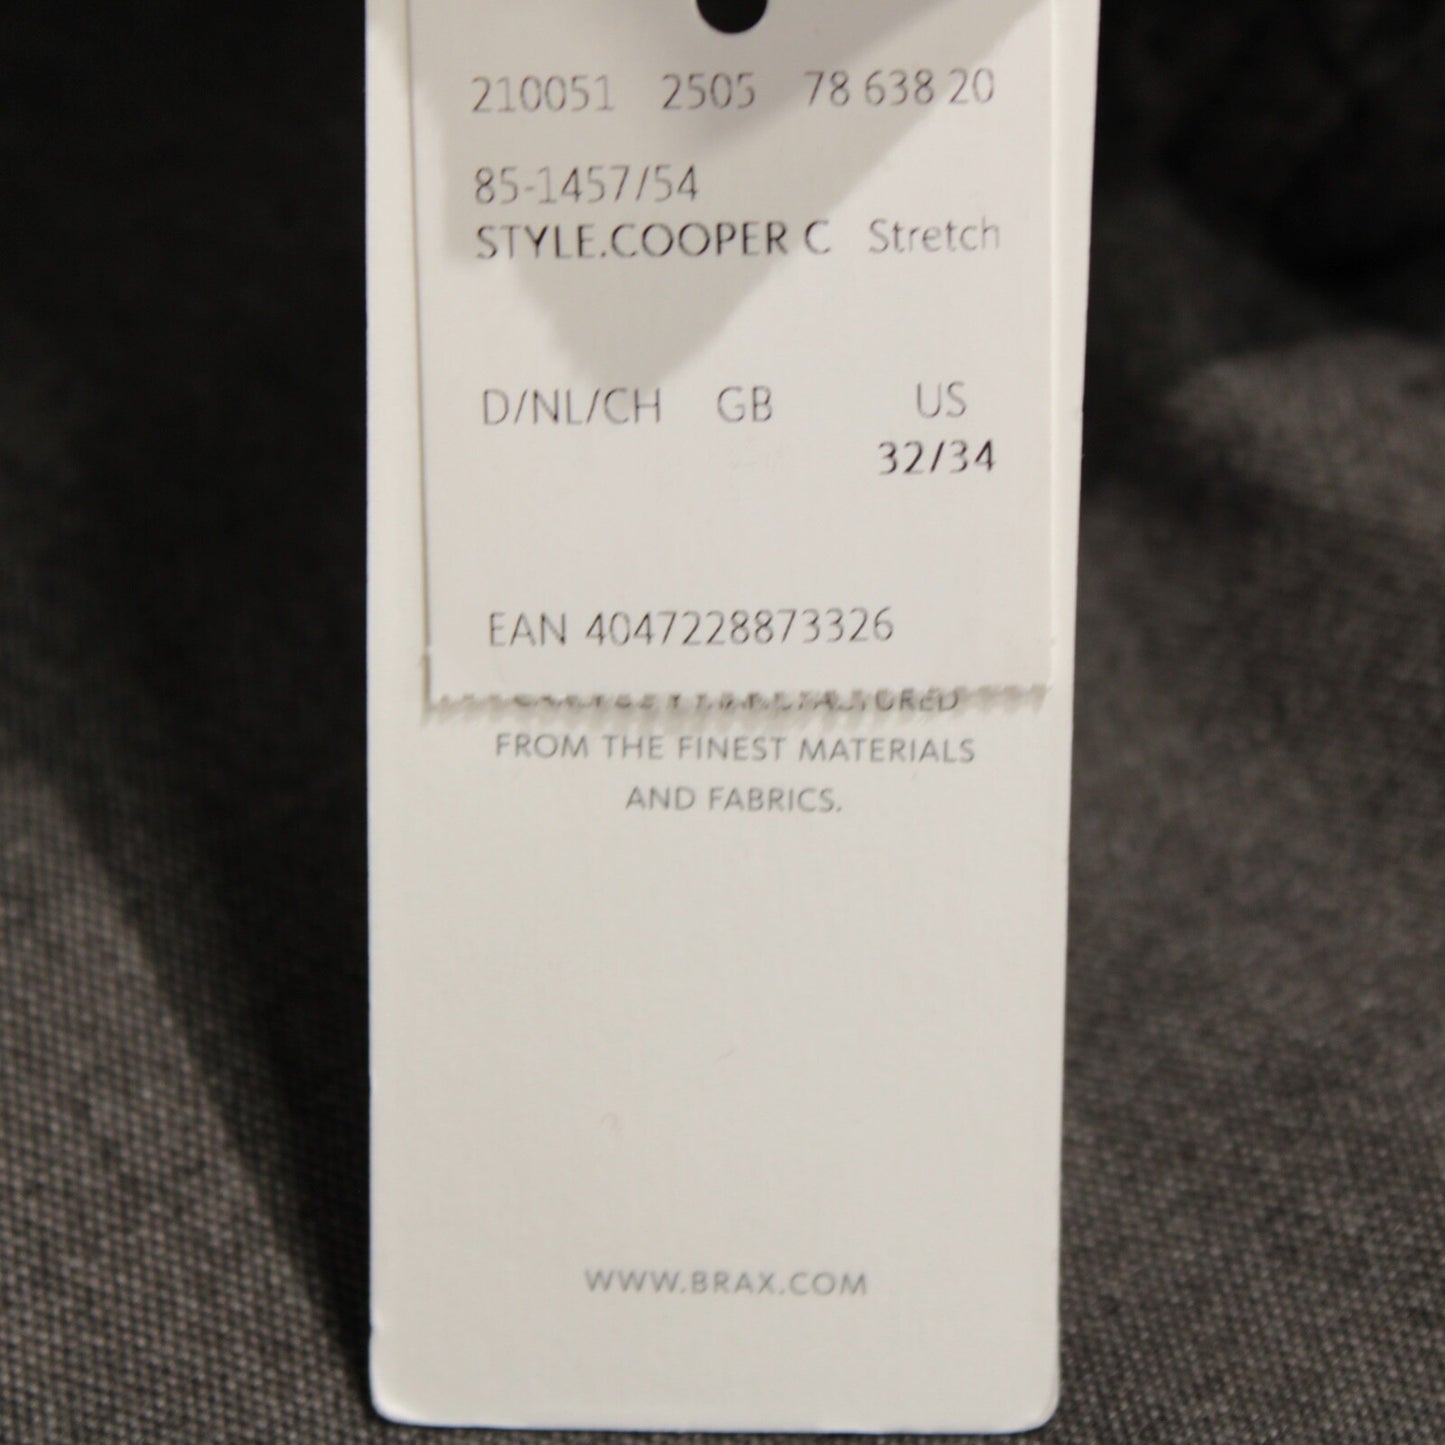 210051 2505 78 638 20
85-1457/54
STYLE.COOPER C Stretch
D/NL/CH GB US
32/34
EAN 4047228873326
FROM THE FINEST MATERIALS
AND FABRICS.
WWW.BRAX.COM